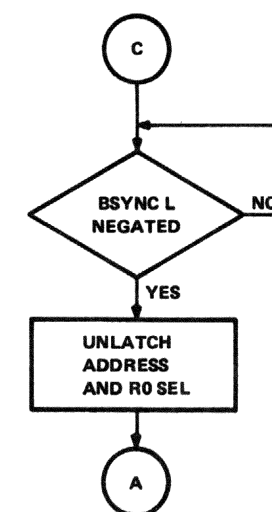 C
BSYNC L
NEGATED
NO
YES
UNLATCH
ADDRESS
AND R0 SEL
A